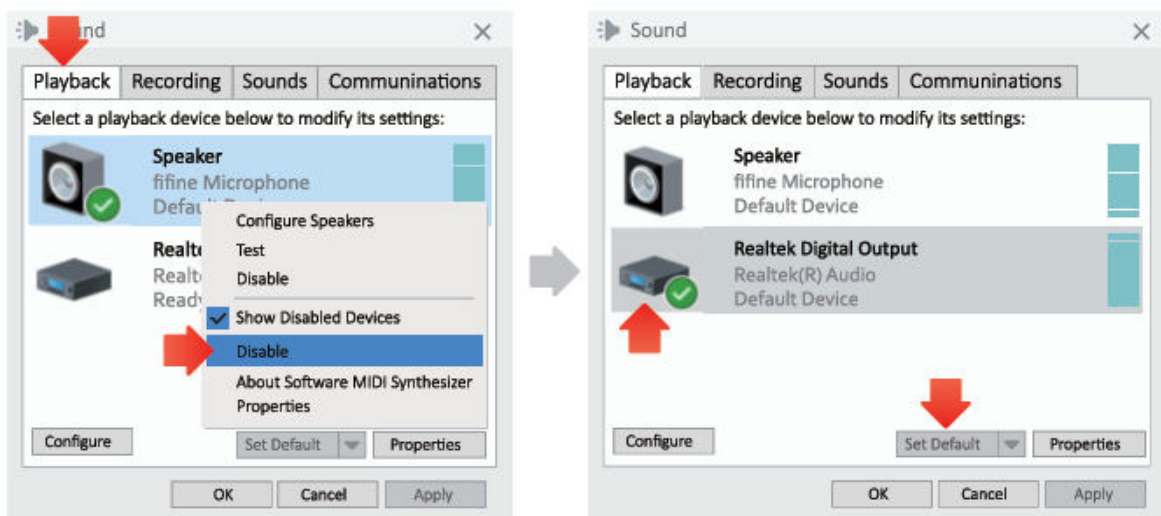 Sound
Playback Recording Sounds Communinations
Select a playback device below to modify its settings:
Speaker
fifine Microphone
Configure Speakers
Test
Disable
Show Disabled Devices
Disable
About Software MIDI Synthesizer
Properties
Configure Set Default Properties
OK Cancel Apply
Sound
Playback Recording Sounds Communinations
Select a playback device below to modify its settings:
Speaker
fifine Microphone
Default Device
Realtek Digital Output
Realtek(R) Audio
Default Device
Configure Set Default Properties
OK Cancel Apply